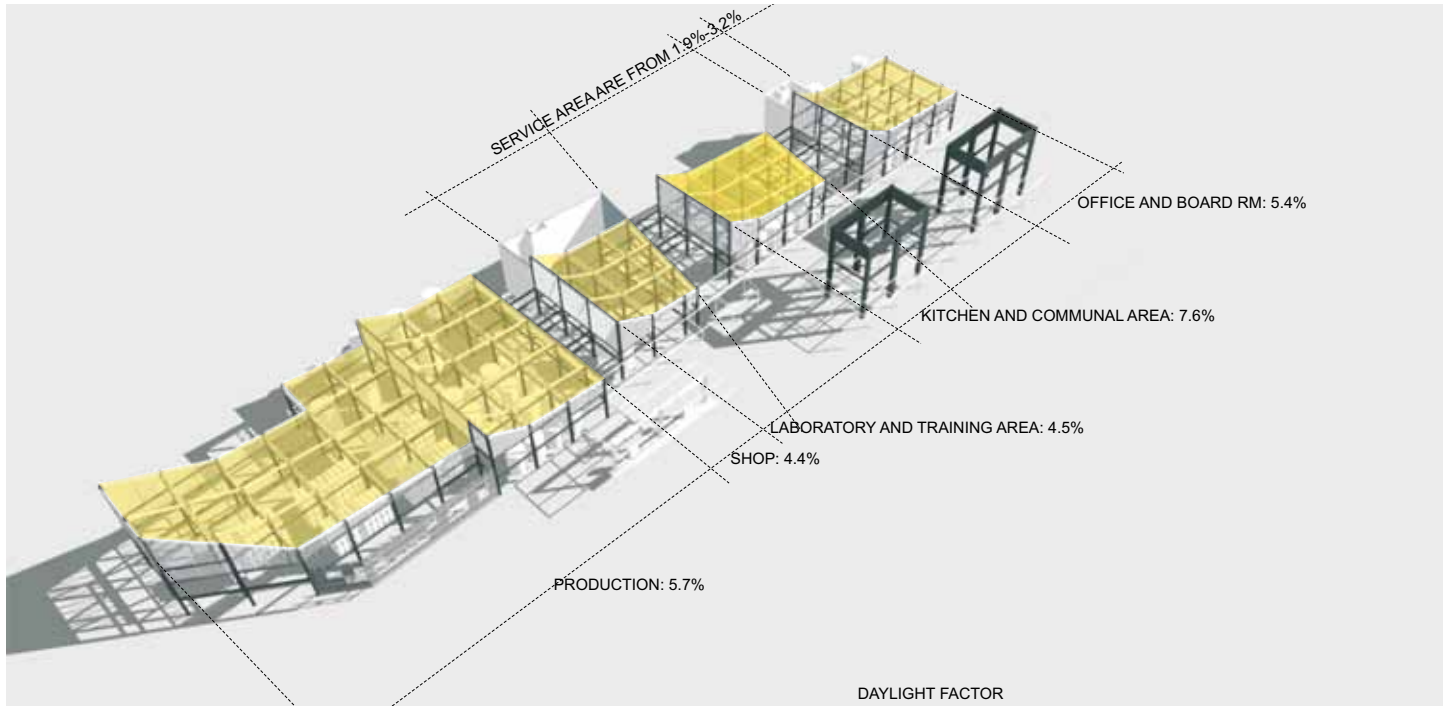 SERVICE AREA ARE FROM 1.9%-3.2%
OFFICE AND BOARD RM: 5.4%
KITCHEN AND COMMUNAL AREA: 7.6%
LABORATORY AND TRAINING AREA: 4.5%
SHOP: 4.4%
PRODUCTION: 5.7%
DAYLIGHT FACTOR